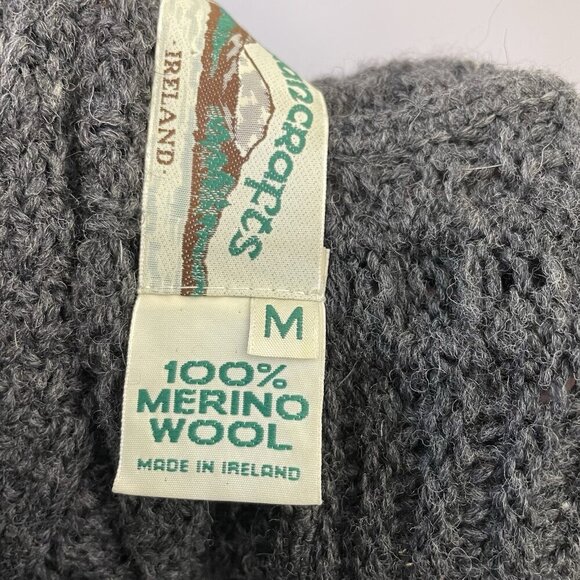 · IRELAND ·
crafts
M
100%
MERINO
WOOL
MADE IN IRELAND